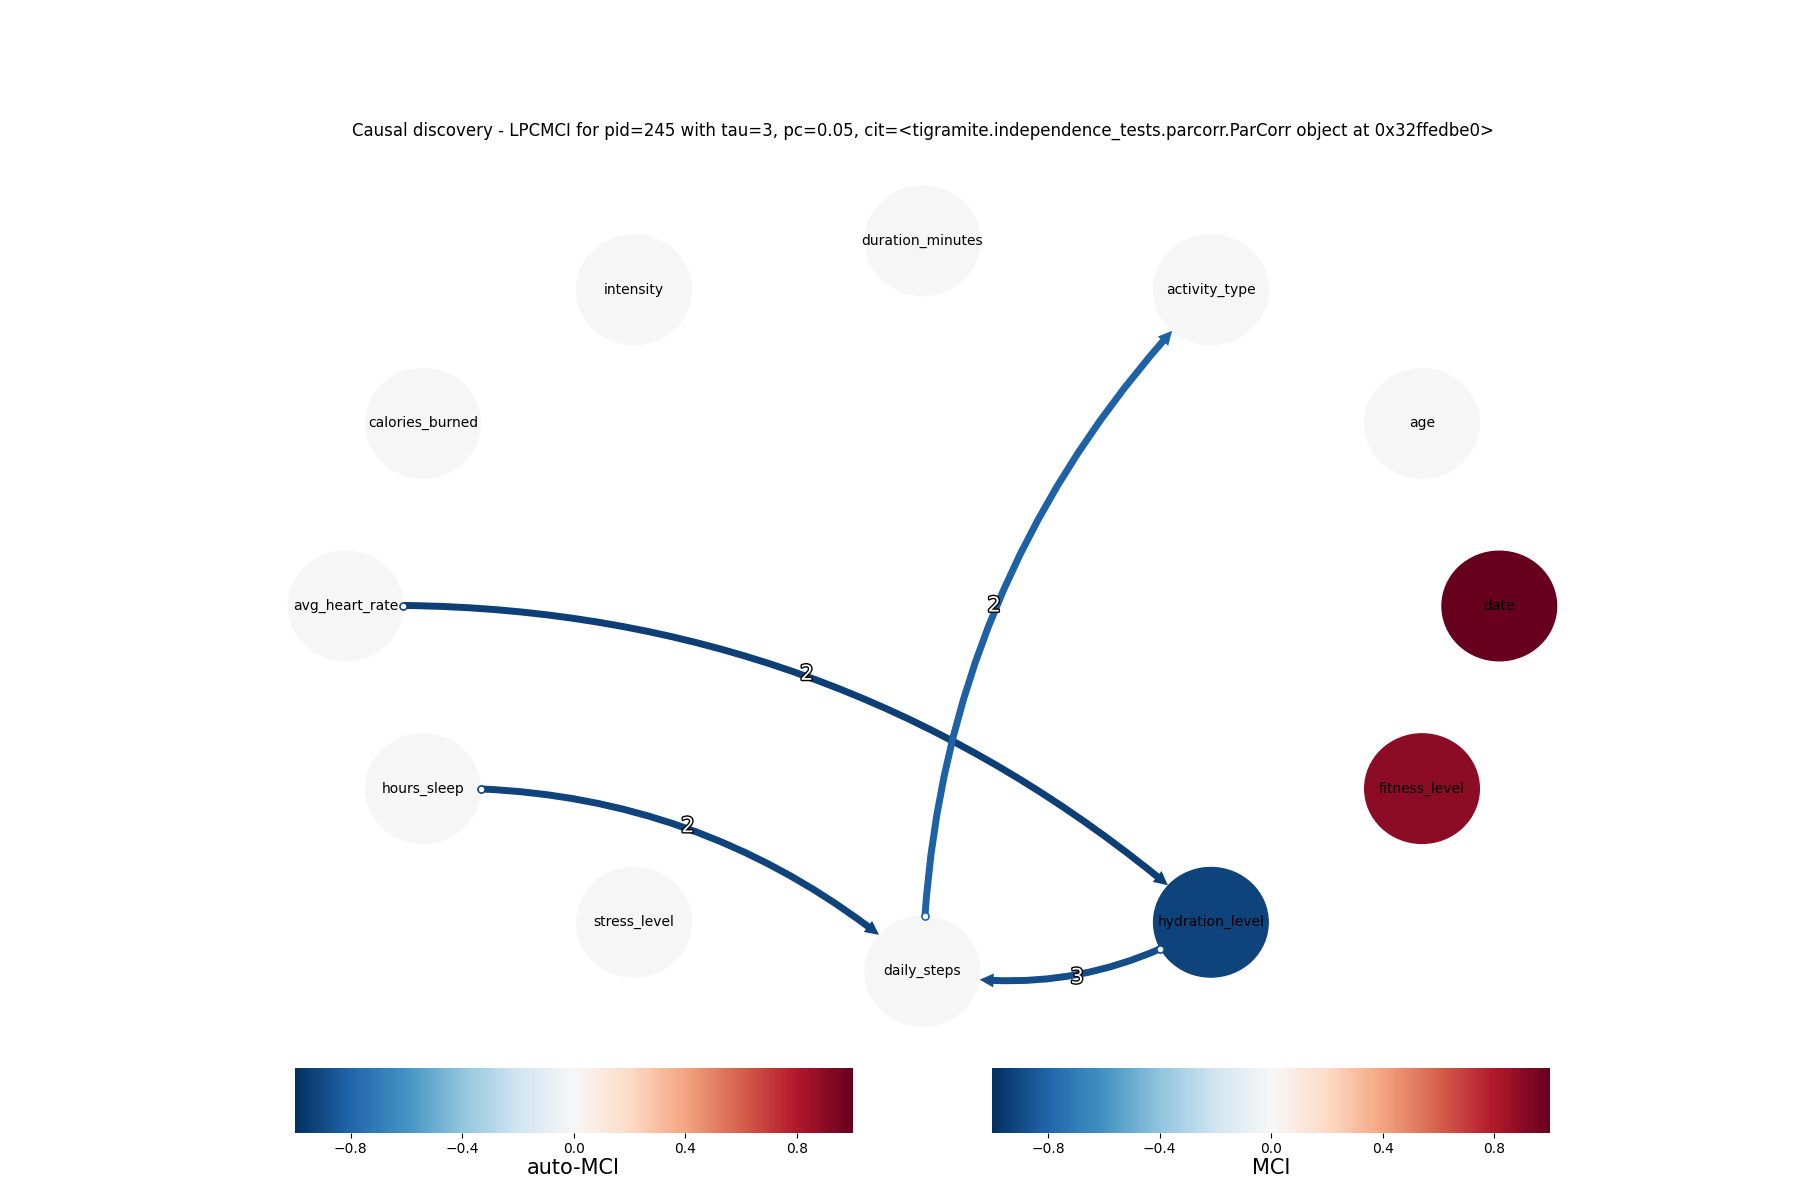 Causal discovery - LPCMCI for pid=245 with tau=3, pc=0.05, cit=<tigramite.independence_tests.parcorr.ParCorr object at 0x32ffedbe0>
duration_minutes
intensity
activity_type
calories_burned
age
2
avg_heart_rate
date
2
hours_sleep
fitness_level
2
stress_level
hydration_level
daily_steps
3
−0.8 −0.4 0.0 0.4 0.8
auto-MCI
−0.8 −0.4 0.0 0.4 0.8
MCI